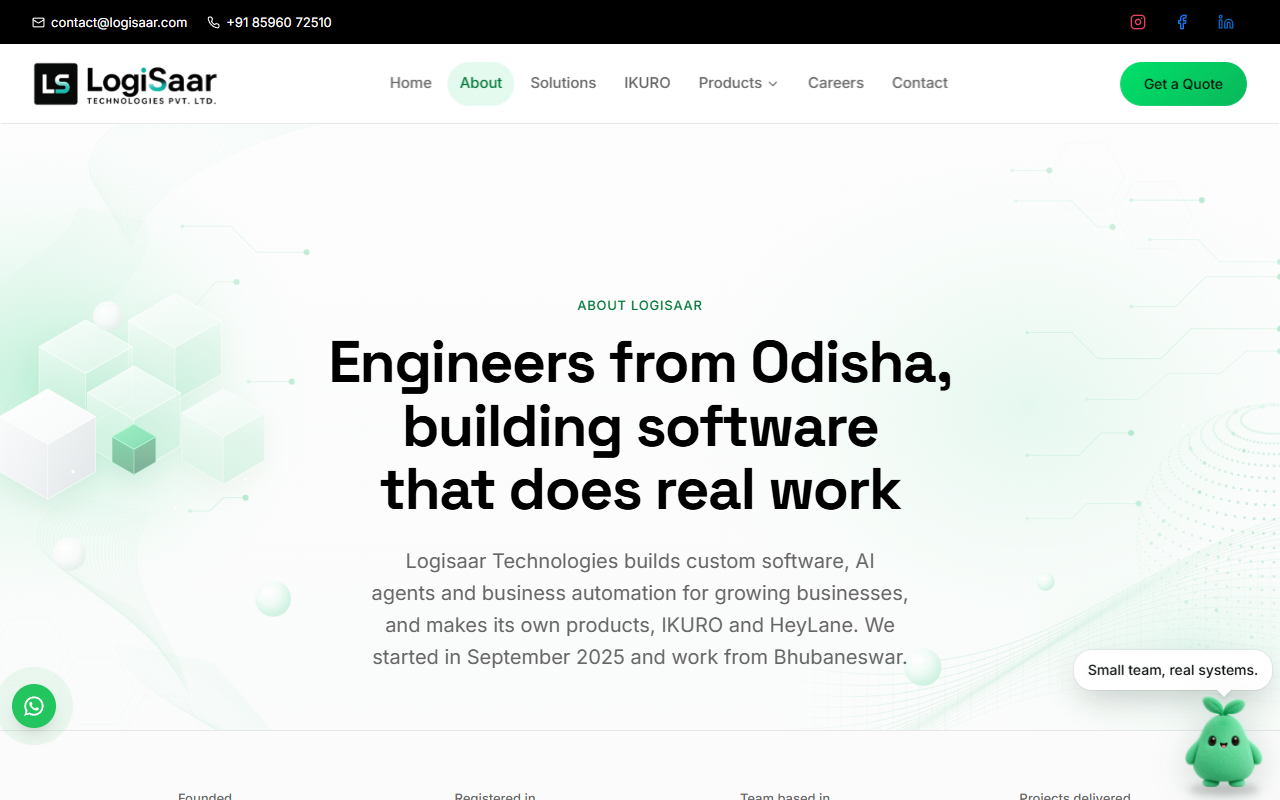 contact@logisaar.com
+91 85960 72510
LS LogiSaar
TECHNOLOGIES PVT. LTD.
Home
About
Solutions
IKURO
Products
Careers
Contact
Get a Quote
ABOUT LOGISAAR
Engineers from Odisha,
building software
that does real work
Logisaar Technologies builds custom software, AI
agents and business automation for growing businesses,
and makes its own products, IKURO and HeyLane. We
started in September 2025 and work from Bhubaneswar.
Small team, real systems.
Founded
Registered in
Team based in
Projects delivered